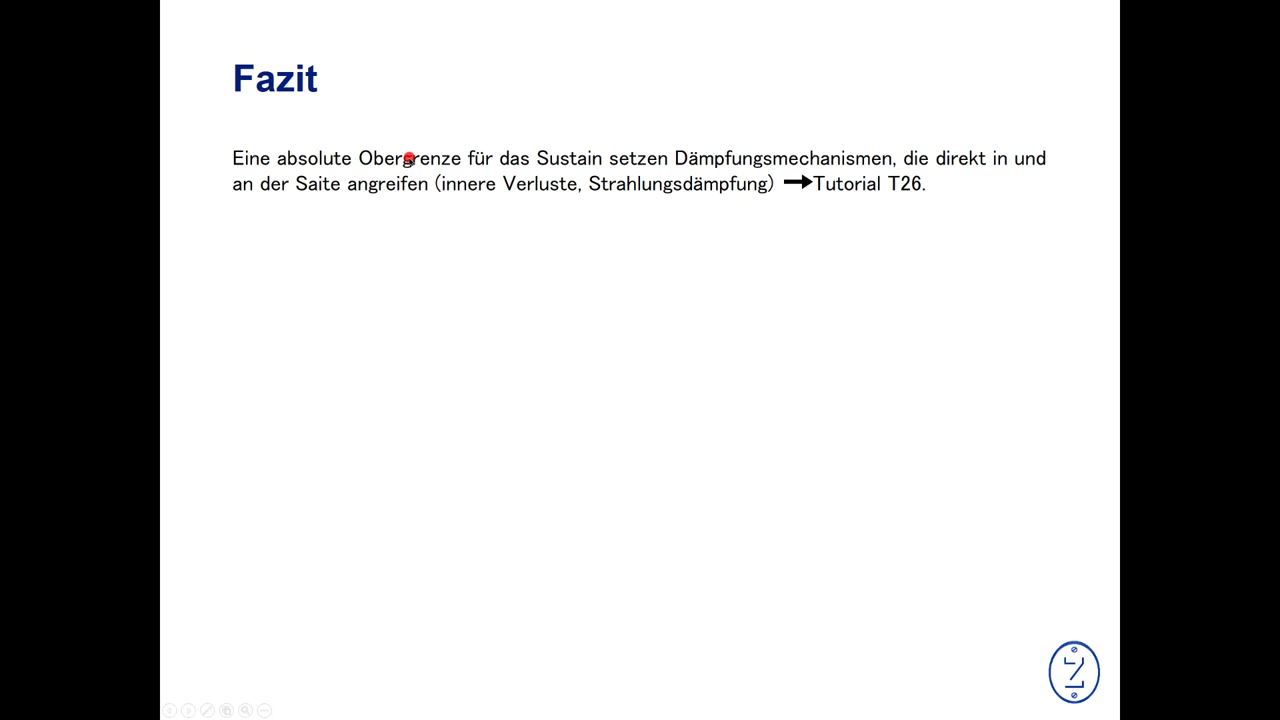 Fazit
Eine absolute Obergrenze für das Sustain setzen Dämpfungsmechanismen, die direkt in und
an der Saite angreifen (innere Verluste, Strahlungsdämpfung) ➞Tutorial T26.